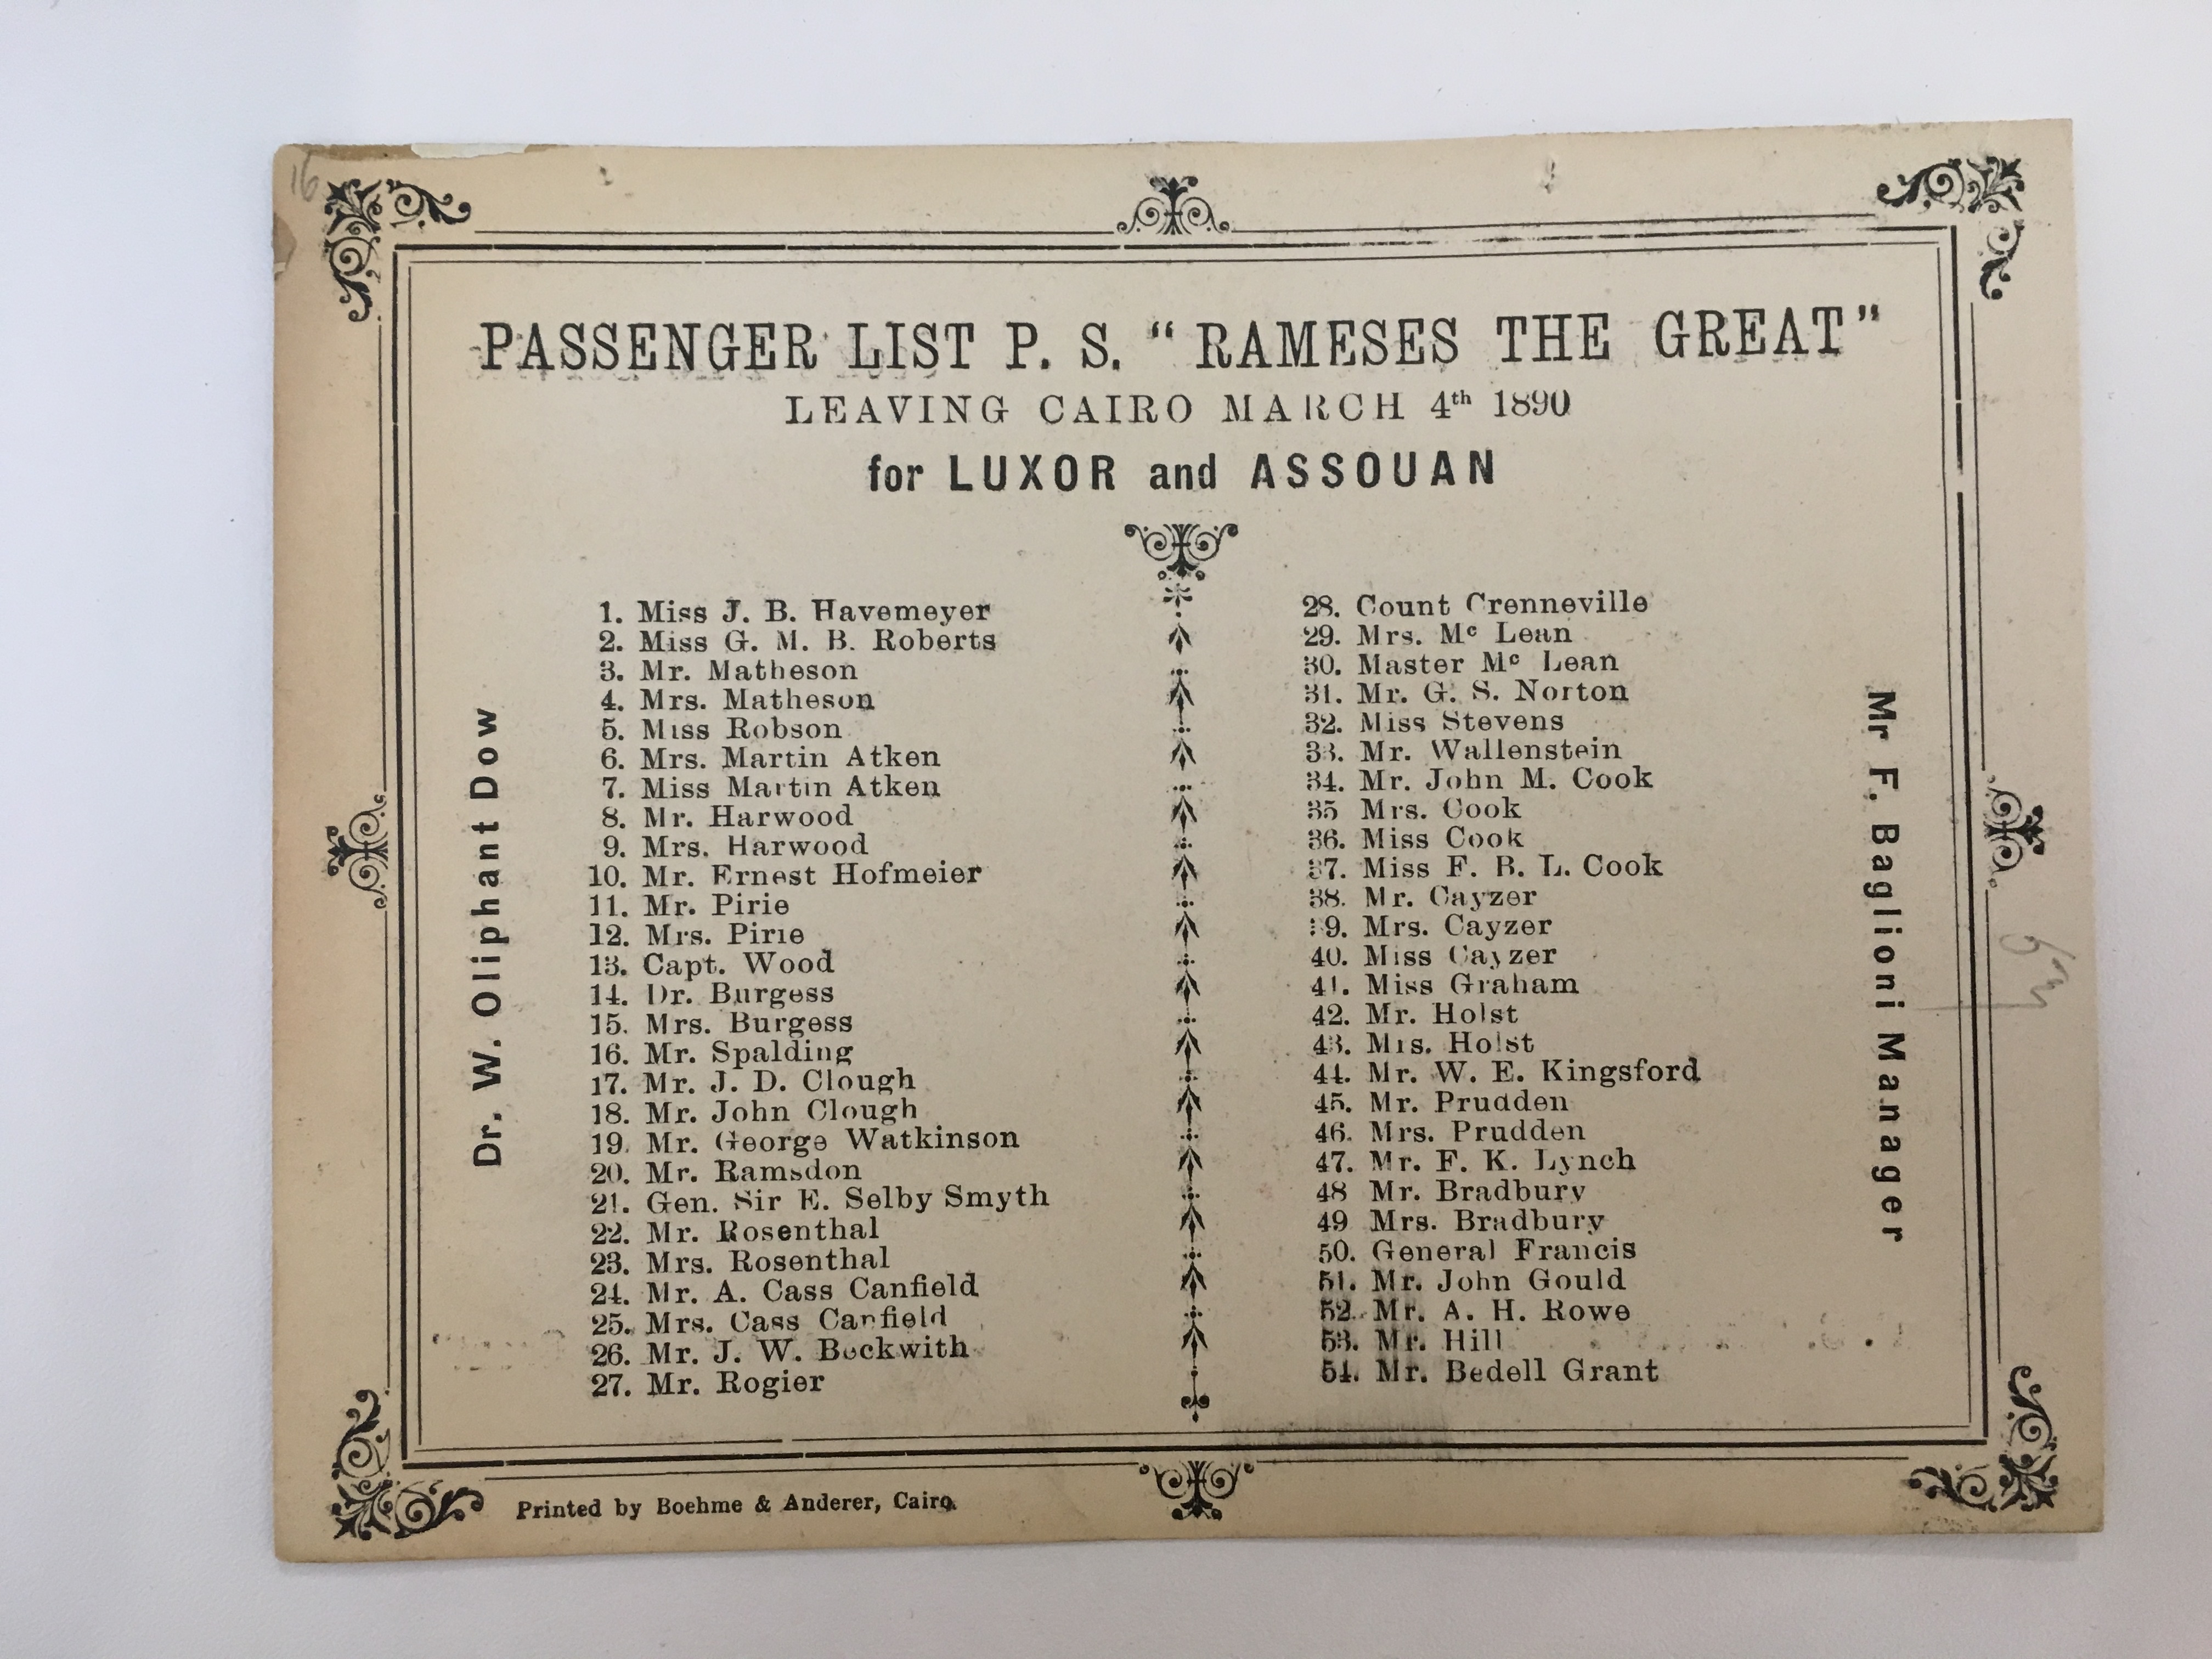 16
PASSENGER LIST P. S. “ RAMESES THE GREAT”
LEAVING CAIRO MARCH 4th 1890
for LUXOR and ASSOUAN
Dr. W. Oliphant Dow
1. Miss J. B. Havemeyer
2. Miss G. M. B. Roberts
3. Mr. Matheson
4. Mrs. Matheson
5. Miss Robson
6. Mrs. Martin Atken
7. Miss Martin Atken
8. Mr. Harwood
9. Mrs. Harwood
10. Mr. Ernest Hofmeier
11. Mr. Pirie
12. Mrs. Pirie
13. Capt. Wood
14. Dr. Burgess
15. Mrs. Burgess
16. Mr. Spalding
17. Mr. J. D. Clough
18. Mr. John Clough
19. Mr. George Watkinson
20. Mr. Ramsdon
21. Gen. Sir E. Selby Smyth
22. Mr. Rosenthal
23. Mrs. Rosenthal
24. Mr. A. Cass Canfield
25. Mrs. Cass Canfield
26. Mr. J. W. Beckwith
27. Mr. Rogier
28. Count Crenneville
29. Mrs. Mc Lean
30. Master Mc Lean
31. Mr. G. S. Norton
32. Miss Stevens
33. Mr. Wallenstein
34. Mr. John M. Cook
35 Mrs. Cook
36. Miss Cook
37. Miss F. B. L. Cook
38. Mr. Cayzer
39. Mrs. Cayzer
40. Miss Cayzer
41. Miss Graham
42. Mr. Holst
43. Mrs. Holst
44. Mr. W. E. Kingsford
45. Mr. Prudden
46. Mrs. Prudden
47. Mr. F. K. Lynch
48 Mr. Bradbury
49 Mrs. Bradbury
50. General Francis
51. Mr. John Gould
52. Mr. A. H. Rowe
53. Mr. Hill
54. Mr. Bedell Grant
Mr F. Baglioni Manager
Printed by Boehme & Anderer, Cairo.